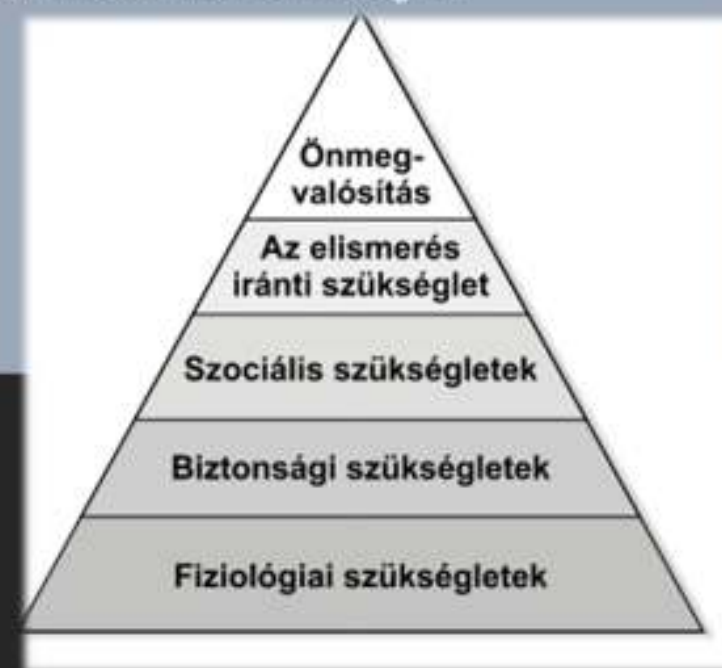 Önmeg-
valósítás
Az elismerés
iránti szükséglet
Szociális szükségletek
Biztonsági szükségletek
Fiziológiai szükségletek